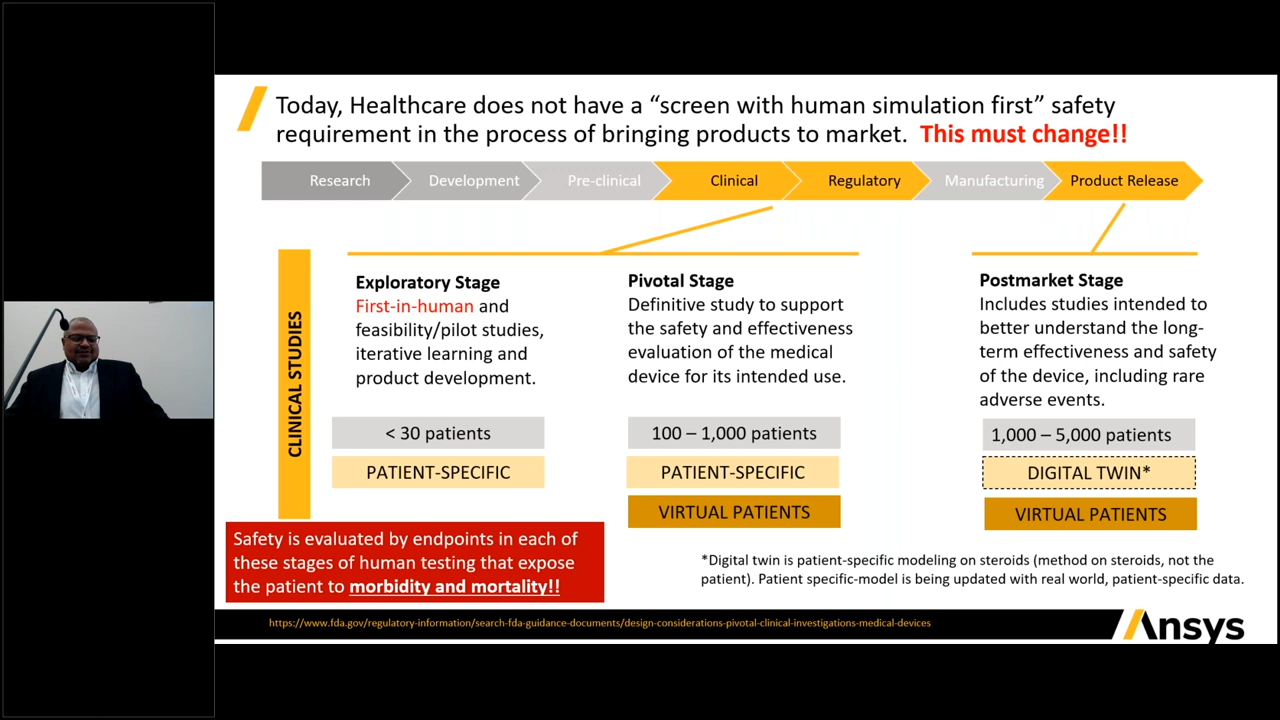 Today, Healthcare does not have a “screen with human simulation first” safety
requirement in the process of bringing products to market. This must change!!
Research
Development
Pre-clinical
Clinical
Regulatory
Manufacturing
Product Release
CLINICAL STUDIES
Exploratory Stage
First-in-human and
feasibility/pilot studies,
iterative learning and
product development.
< 30 patients
PATIENT-SPECIFIC
Pivotal Stage
Definitive study to support
the safety and effectiveness
evaluation of the medical
device for its intended use.
100 – 1,000 patients
PATIENT-SPECIFIC
VIRTUAL PATIENTS
Postmarket Stage
Includes studies intended to
better understand the long-
term effectiveness and safety
of the device, including rare
adverse events.
1,000 – 5,000 patients
DIGITAL TWIN*
VIRTUAL PATIENTS
Safety is evaluated by endpoints in each of
these stages of human testing that expose
the patient to morbidity and mortality!!
*Digital twin is patient-specific modeling on steroids (method on steroids, not the
patient). Patient specific-model is being updated with real world, patient-specific data.
https://www.fda.gov/regulatory-information/search-fda-guidance-documents/design-considerations-pivotal-clinical-investigations-medical-devices
Ansys